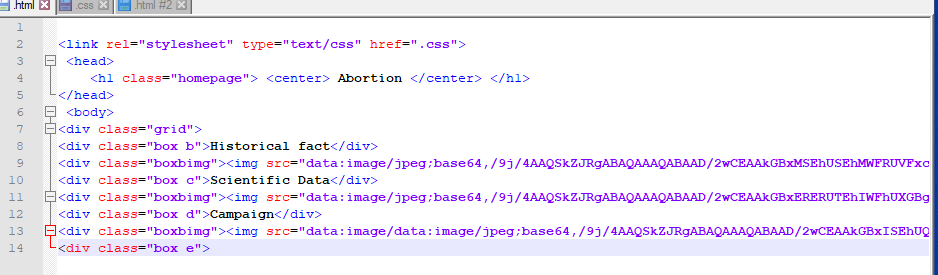 .html .css .html #2
1
2 <link rel="stylesheet" type="text/css" href=".css">
3 <head>
4 <h1 class="homepage"> <center> Abortion </center> </h1>
5 </head>
6 <body>
7 <div class="grid">
8 <div class="box b">Historical fact</div>
9 <div class="boxbimg"><img src="data:image/jpeg;base64,/9j/4AAQSkZJRgABAQAAAQABAAD/2wCEAAkGBxMSEhUSEhMWFRUVFxc
10 <div class="box c">Scientific Data</div>
11 <div class="boxbimg"><img src="data:image/jpeg;base64,/9j/4AAQSkZJRgABAQAAAQABAAD/2wCEAAkGBxERERUTEhIWFhUXGBg
12 <div class="box d">Campaign</div>
13 <div class="boxbimg"><img src="data:image/data:image/jpeg;base64,/9j/4AAQSkZJRgABAQAAAQABAAD/2wCEAAkGBxISEhUQ
14 <div class="box e">